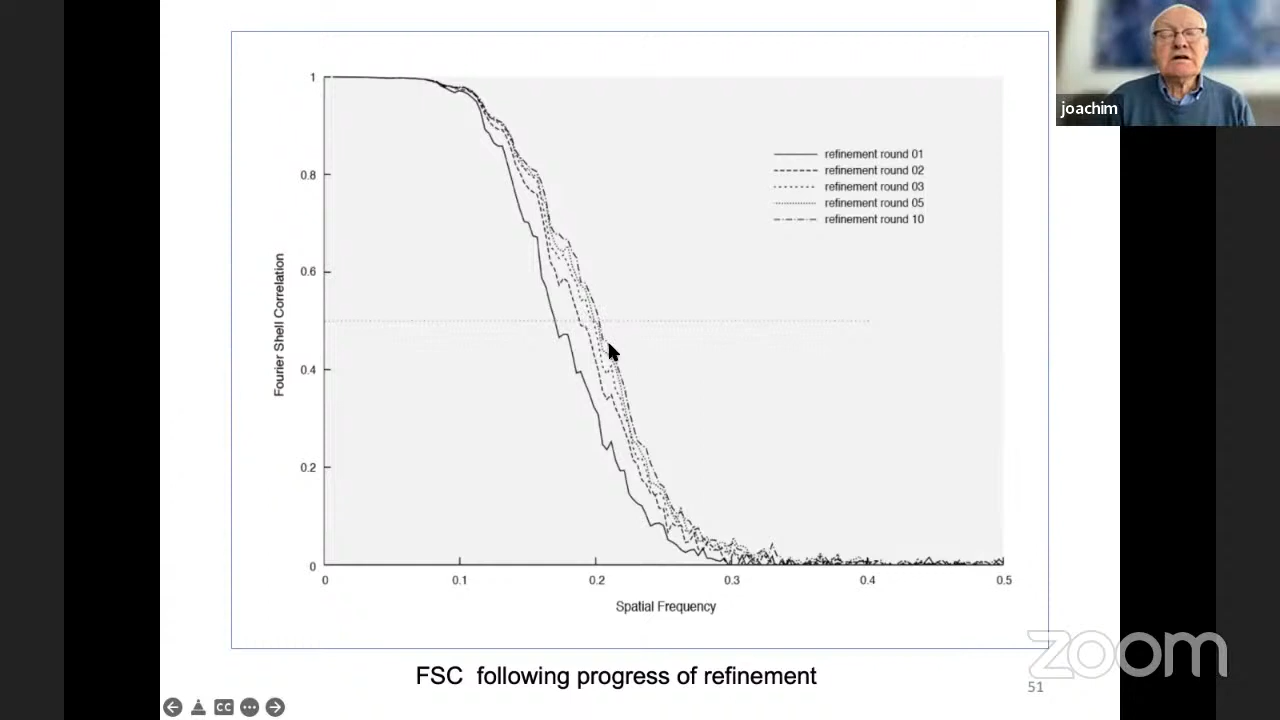 joachim
1
0.8
0.6
0.4
0.2
0
Fourier Shell Correlation
refinement round 01
refinement round 02
refinement round 03
refinement round 05
refinement round 10
0 0.1 0.2 0.3 0.4 0.5
Spatial Frequency
FSC following progress of refinement
zoom
51
CC